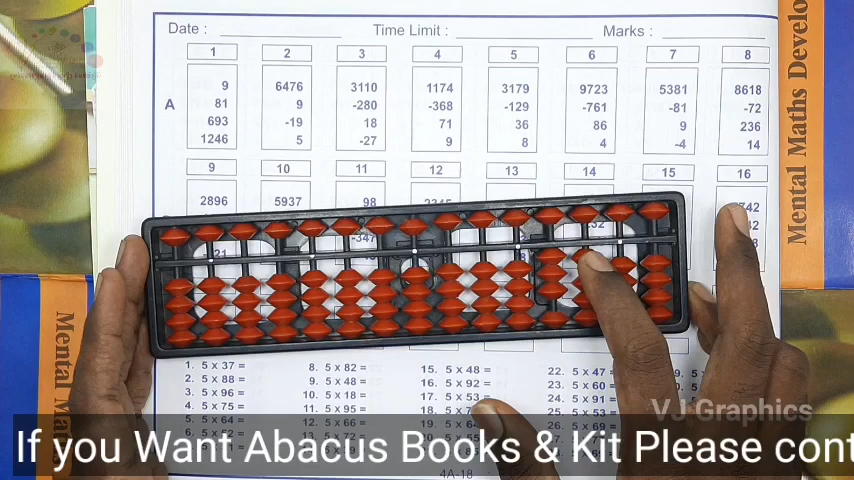 Date : Time Limit : Marks :
1 2 3 4 5 6 7 8
9 6476 3110 1174 3179 9723 5381 8618
A 81 9 -280 -368 -129 -761 -81 -72
693 -19 18 71 36 86 9 236
1246 5 -27 9 8 4 -4 14
9 10 11 12 13 14 15 16
2896 5937 98
-347
1. 5 x 37 = 8. 5 x 82 = 15. 5 x 48 = 22. 5 x 47
2. 5 x 88 = 9. 5 x 48 = 16. 5 x 92 = 23. 5 x 60
3. 5 x 96 = 10. 5 x 18 = 17. 5 x 53 = 24. 5 x 91
4. 5 x 75 = 11. 5 x 95 = 25. 5 x 53
5. 5 x 64 12. 5 x 66 =
Mental Maths Develo
Mental Ma
VJ Graphics
If you Want Abacus Books & Kit Please cont
4A-18